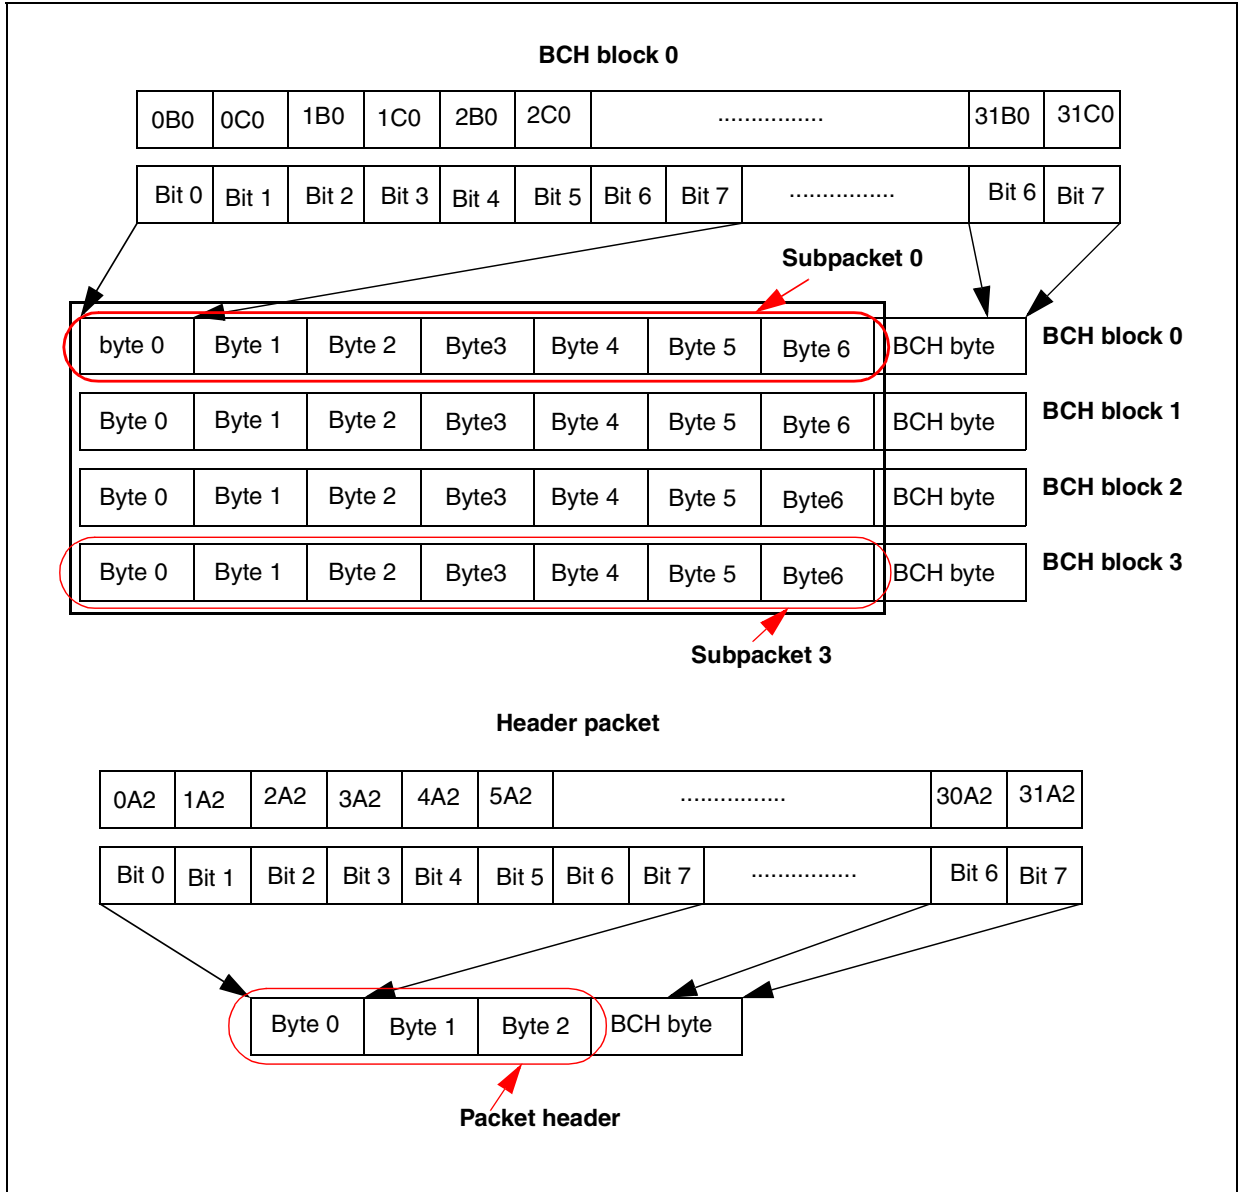 BCH block 0
0B0 0C0 1B0 1C0 2B0 2C0 ................ 31B0 31C0
Bit 0 Bit 1 Bit 2 Bit 3 Bit 4 Bit 5 Bit 6 Bit 7 ................ Bit 6 Bit 7
Subpacket 0
byte 0 Byte 1 Byte 2 Byte3 Byte 4 Byte 5 Byte 6 BCH byte BCH block 0
Byte 0 Byte 1 Byte 2 Byte3 Byte 4 Byte 5 Byte 6 BCH byte BCH block 1
Byte 0 Byte 1 Byte 2 Byte3 Byte 4 Byte 5 Byte6 BCH byte BCH block 2
Byte 0 Byte 1 Byte 2 Byte3 Byte 4 Byte 5 Byte6 BCH byte BCH block 3
Subpacket 3
Header packet
0A2 1A2 2A2 3A2 4A2 5A2 ................ 30A2 31A2
Bit 0 Bit 1 Bit 2 Bit 3 Bit 4 Bit 5 Bit 6 Bit 7 ................ Bit 6 Bit 7
Byte 0 Byte 1 Byte 2 BCH byte
Packet header